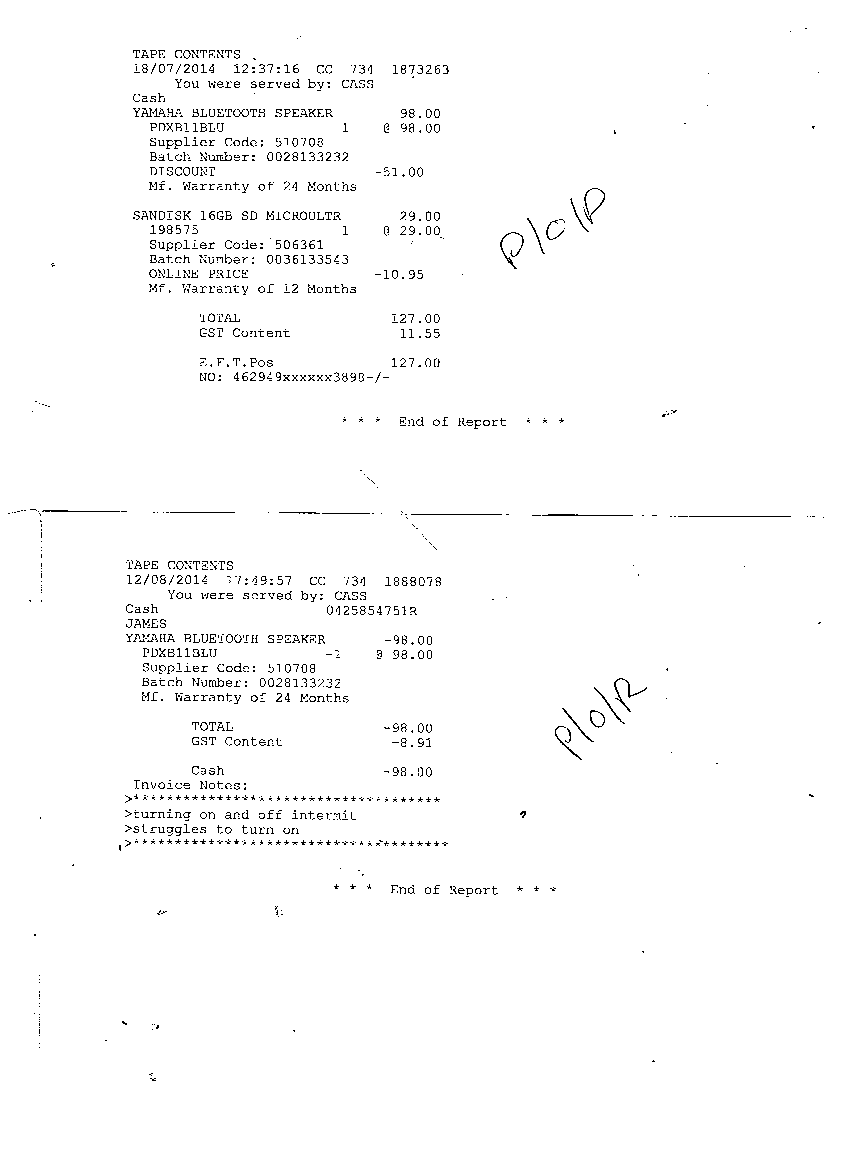 TAPE CONTENTS
18/07/2014 12:37:16 CC 734 1873263
You were served by: CASS
Cash
YAMAHA BLUETOOTH SPEAKER 98.00
PDXB11BLU 1 @ 98.00
Supplier Code: 510708
Batch Number: 0028133232
DISCOUNT -51.00
Mf. Warranty of 24 Months
SANDISK 16GB SD MICROULTR 29.00
198575 1 @ 29.00
Supplier Code: 506361
Batch Number: 0036133543
ONLINE PRICE -10.95
Mf. Warranty of 12 Months
P/O/P
TOTAL 127.00
GST Content 11.55
E.F.T.Pos 127.00
NO: 462949xxxxxx3898-/-
* * * End of Report * * *
TAPE CONTENTS
12/08/2014 17:49:57 CC 734 1888078
You were served by: CASS
Cash 0425854751R
JAMES
YAMAHA BLUETOOTH SPEAKER -98.00
PDXB11BLU -1 @ 98.00
Supplier Code: 510708
Batch Number: 0028133232
Mf. Warranty of 24 Months
P/O/R
TOTAL -98.00
GST Content -8.91
Cash -98.00
Invoice Notes:
>*************************************
>turning on and off intermit
>struggles to turn on
>**************************************
* * * End of Report * * *